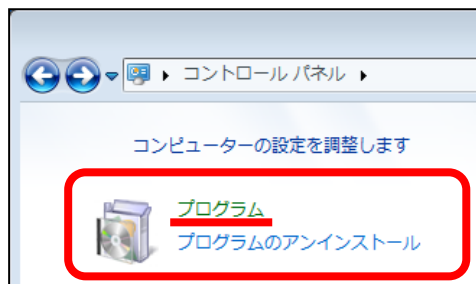 コントロール パネル
コンピューターの設定を調整します
プログラム
プログラムのアンインストール